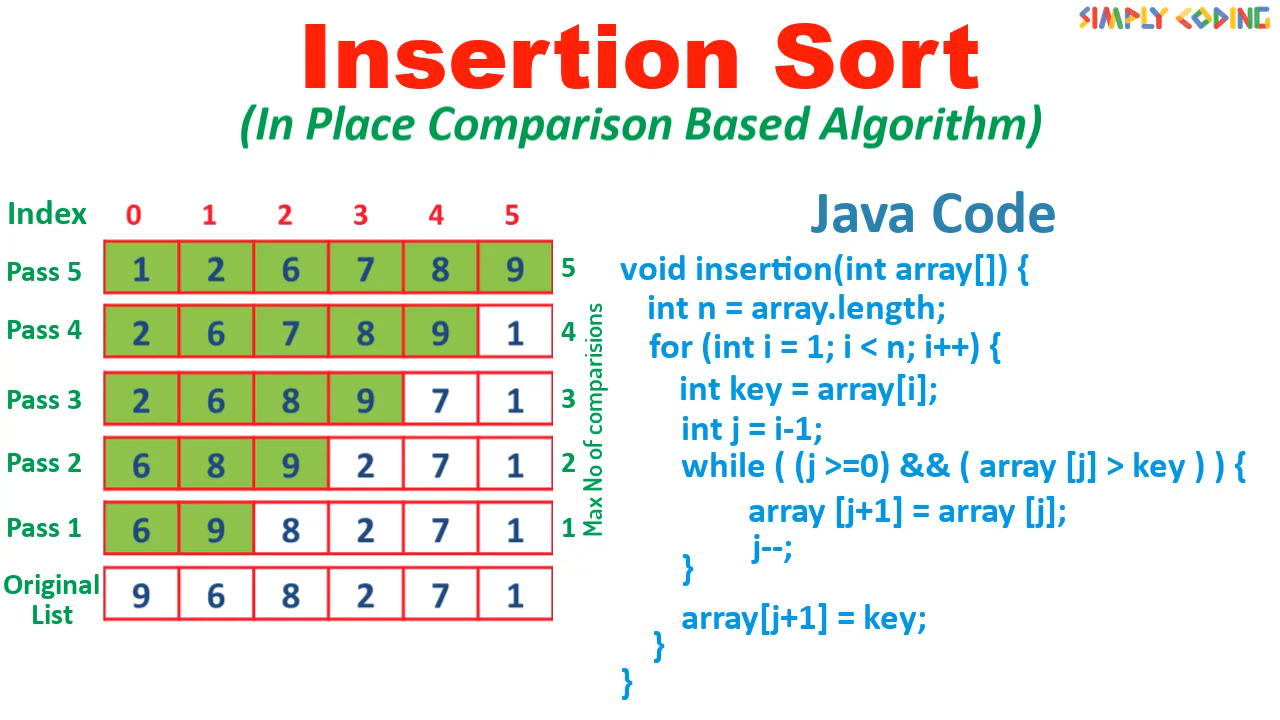 SIMPLY CODING
Insertion Sort
(In Place Comparison Based Algorithm)
Index 0 1 2 3 4 5
Pass 5 1 2 6 7 8 9 5
Pass 4 2 6 7 8 9 1 4
Pass 3 2 6 8 9 7 1 3
Pass 2 6 8 9 2 7 1 2
Pass 1 6 9 8 2 7 1 1
Original
List
9 6 8 2 7 1
Max No of comparisions
Java Code
void insertion(int array[]) {
int n = array.length;
for (int i = 1; i < n; i++) {
int key = array[i];
int j = i-1;
while ( (j >=0) && ( array [j] > key ) ) {
array [j+1] = array [j];
j--;
}
array[j+1] = key;
}
}